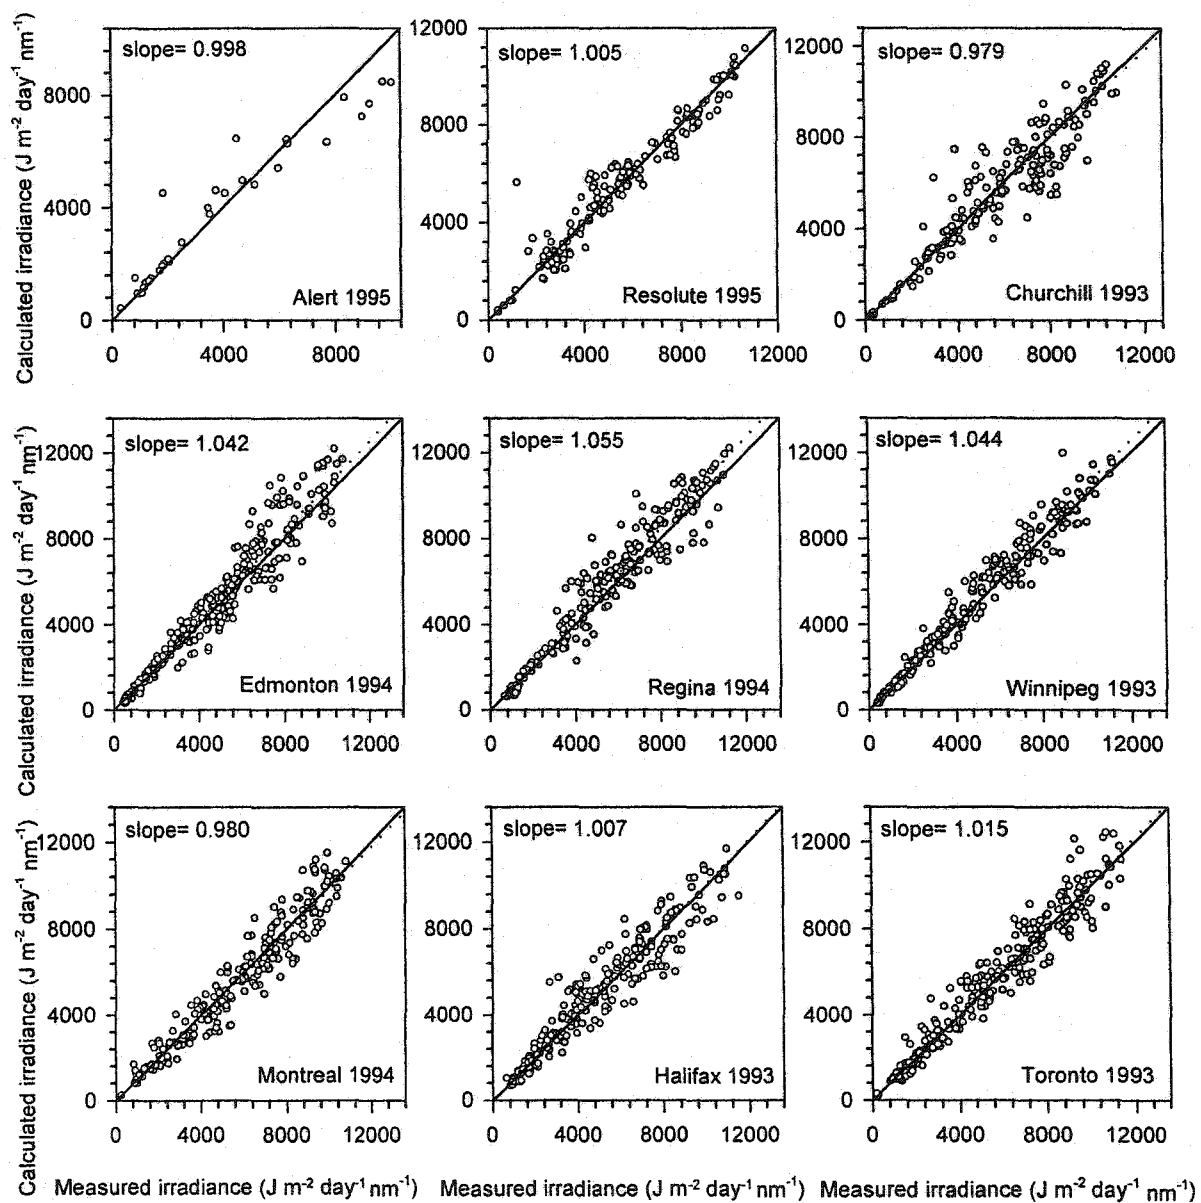 Calculated irradiance (J m-2 day-1 nm-1)
slope= 0.998
8000
4000
0
Alert 1995
0 4000 8000
12000
slope= 1.005
8000
4000
0
Resolute 1995
0 4000 8000 12000
12000
slope= 0.979
8000
4000
0
Churchill 1993
0 4000 8000 12000
Calculated irradiance (J m-2 day-1 nm-1)
slope= 1.042
12000
8000
4000
0
Edmonton 1994
0 4000 8000 12000
slope= 1.055
12000
8000
4000
0
Regina 1994
0 4000 8000 12000
slope= 1.044
12000
8000
4000
0
Winnipeg 1993
0 4000 8000 12000
Calculated irradiance (J m-2 day-1 nm-1)
slope= 0.980
12000
8000
4000
0
Montreal 1994
0 4000 8000 12000
slope= 1.007
12000
8000
4000
0
Halifax 1993
0 4000 8000 12000
slope= 1.015
12000
8000
4000
0
Toronto 1993
0 4000 8000 12000
Measured irradiance (J m-2 day-1 nm-1)
Measured irradiance (J m-2 day-1 nm-1)
Measured irradiance (J m-2 day-1 nm-1)